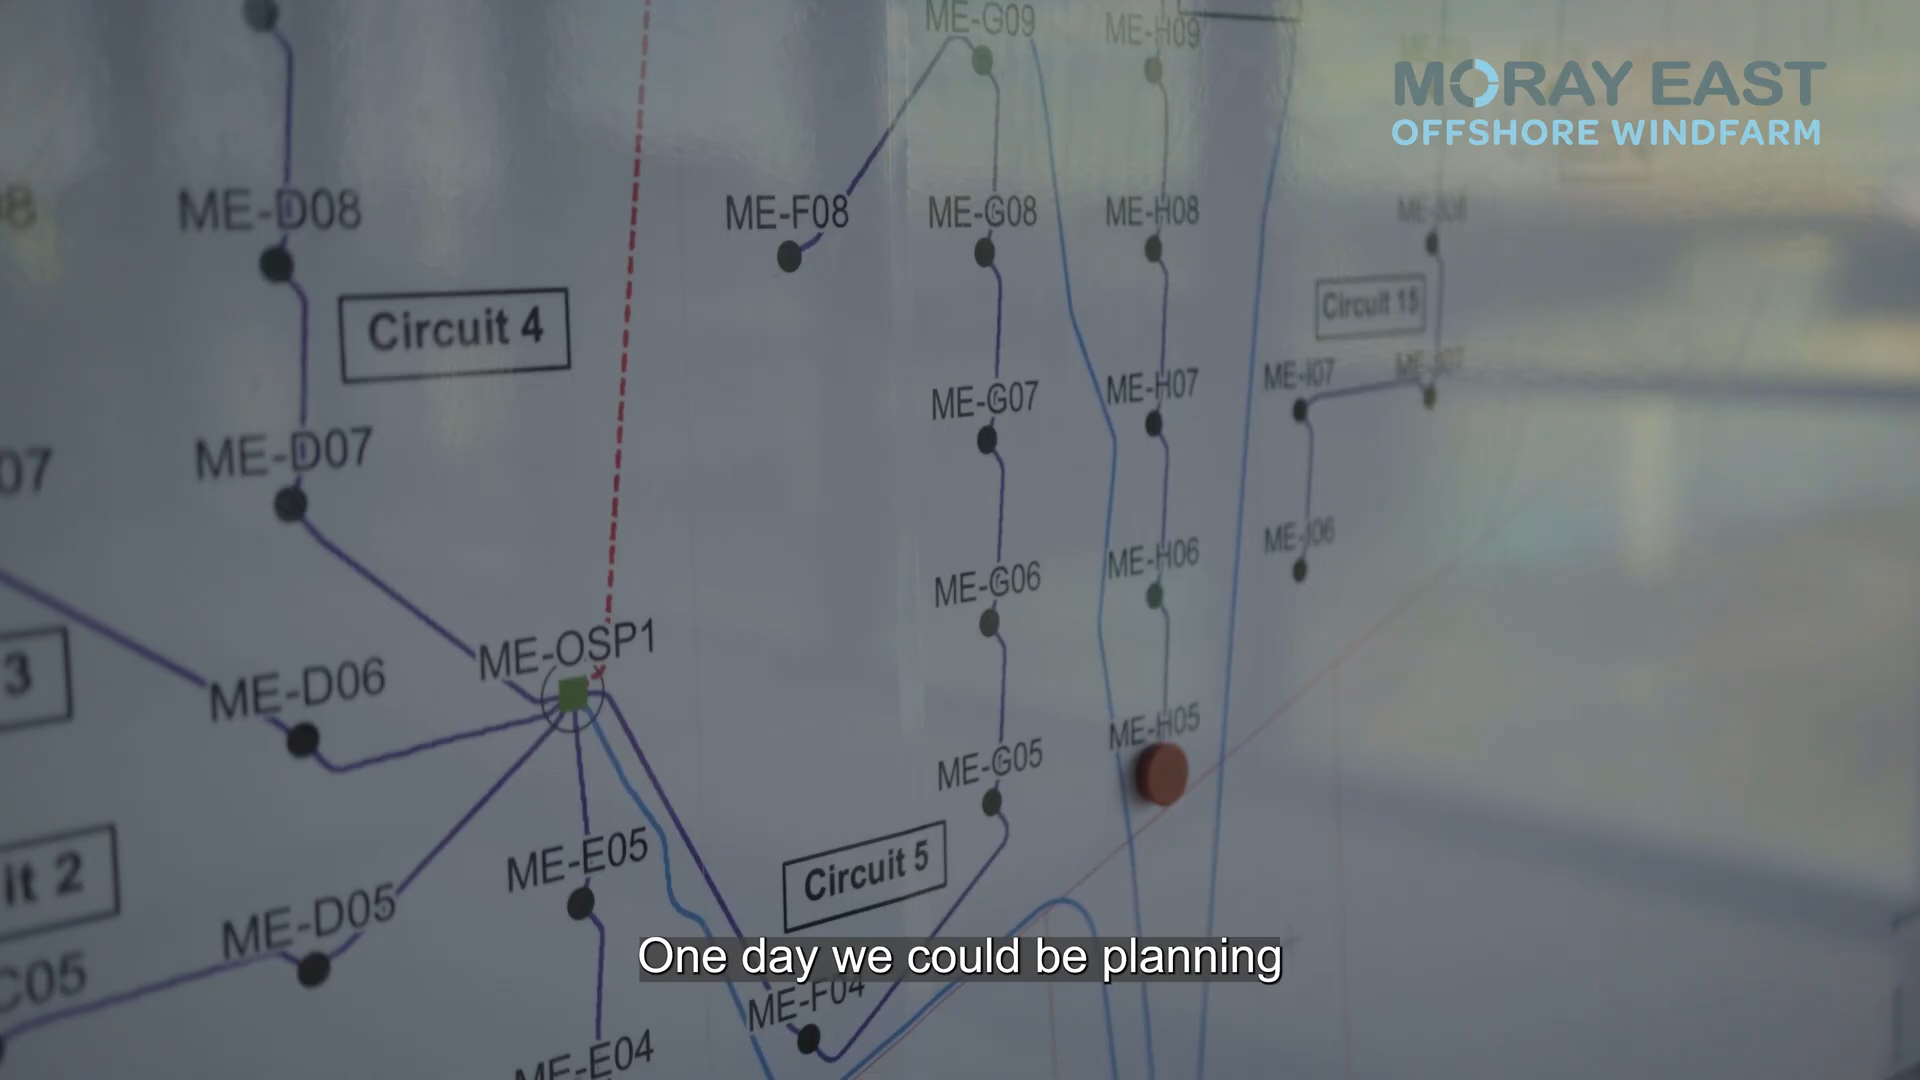 ME-G09
ME-H09
MORAY EAST
OFFSHORE WINDFARM
08
ME-D08
ME-F08
ME-G08
ME-H08
Circuit 4
Circuit 15
ME-I07
ME-G07
ME-H07
ME-D07
07
ME-I06
ME-H06
ME-G06
ME-OSP1
3
ME-D06
ME-H05
ME-G05
ME-E05
Circuit 5
it 2
ME-D05
C05
One day we could be planning
ME-F04
ME-E04